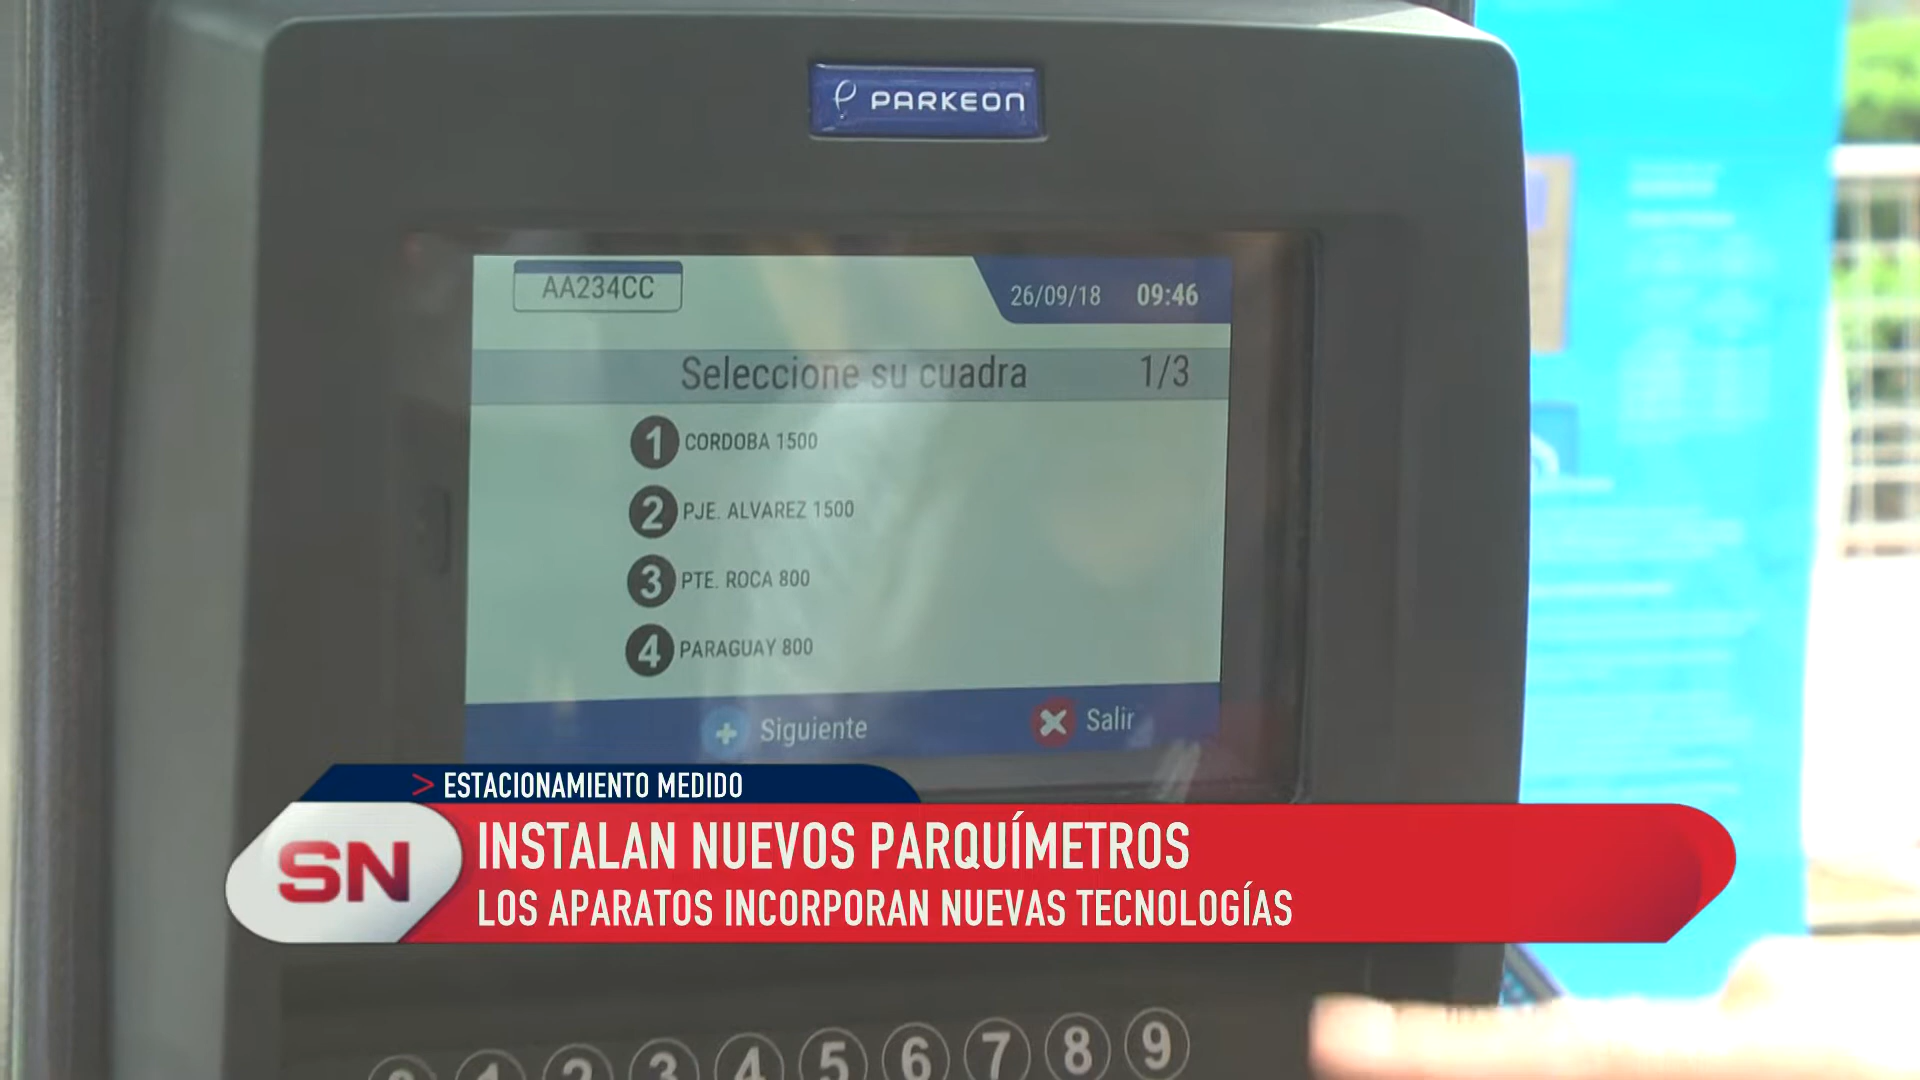 PARKEON
AA234CC
26/09/18 09:46
Seleccione su cuadra 1/3
1 CORDOBA 1500
2 PJE. ALVAREZ 1500
3 PTE. ROCA 800
4 PARAGUAY 800
+ Siguiente
Salir
> ESTACIONAMIENTO MEDIDO
SN
INSTALAN NUEVOS PARQUÍMETROS
LOS APARATOS INCORPORAN NUEVAS TECNOLOGÍAS
0 1 2 3 4 5 6 7 8 9